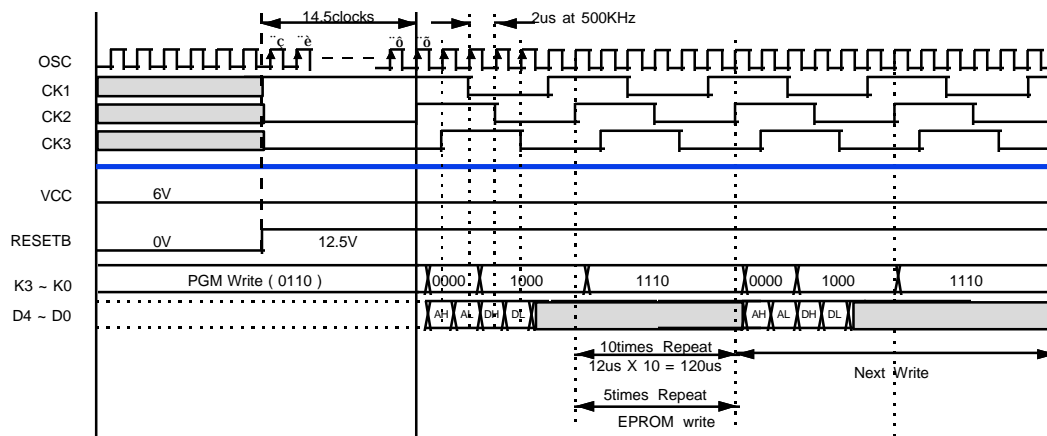 14.5clocks
2us at 500KHz
¨ç ¨è ¨ô ¨õ
OSC
CK1
CK2
CK3
VCC
6V
RESETB
0V
12.5V
K3 ~ K0
PGM Write ( 0110 )
0000
1000
1110
0000
1000
1110
D4 ~ D0
AH
AL
DH
DL
AH
AL
DH
DL
10times Repeat
12us X 10 = 120us
Next Write
5times Repeat
EPROM write